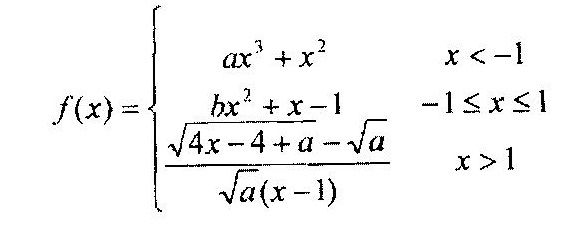 f(x) = { ax³ + x²    x < -1
bx² + x - 1    -1 ≤ x ≤ 1
(√(4x - 4 + a) - √a) / (√a(x - 1))    x > 1